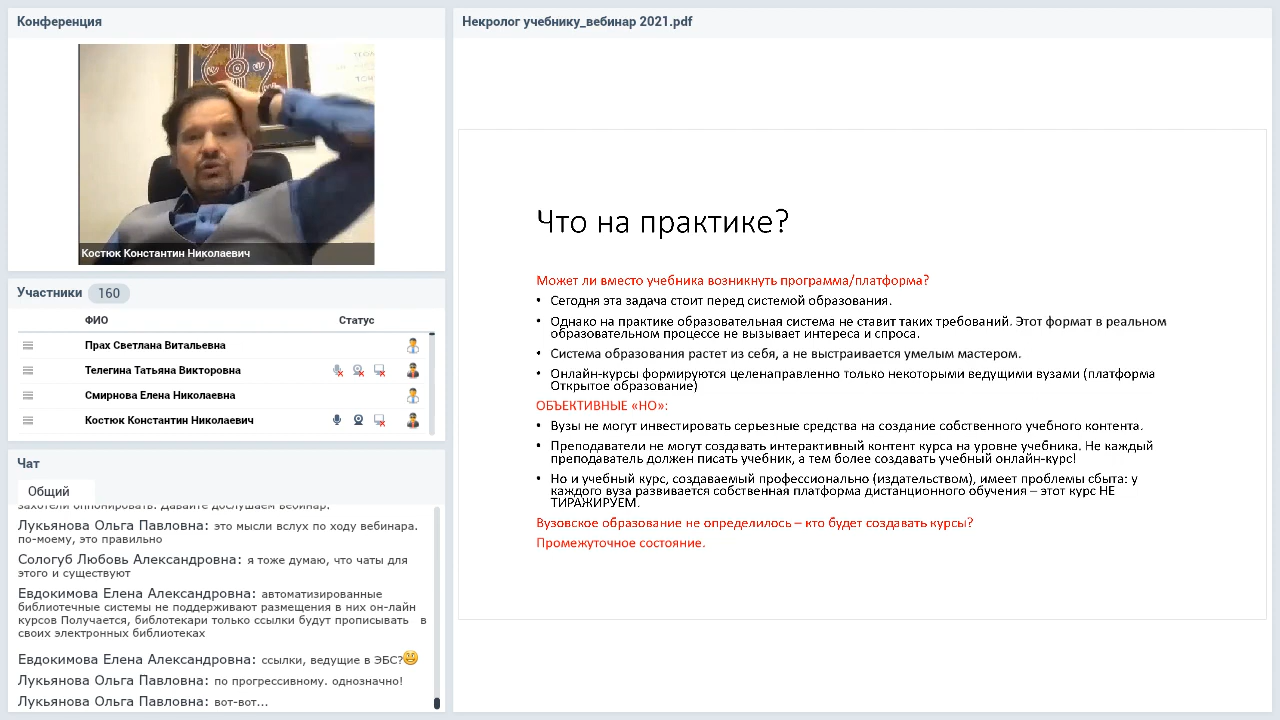 Конференция
Костюк Константин Николаевич
Участники 160
ФИО Статус
Прах Светлана Витальевна
Телегина Татьяна Викторовна
Смирнова Елена Николаевна
Костюк Константин Николаевич
Чат
Общий
захотели оппонировать. Давайте дослушаем вебинар.
Лукьянова Ольга Павловна: это мысли вслух по ходу вебинара.
по-моему, это правильно
Сологуб Любовь Александровна: я тоже думаю, что чаты для
этого и существуют
Евдокимова Елена Александровна: автоматизированные
библиотечные системы не поддерживают размещения в них он-лайн
курсов Получается, библотекари только ссылки будут прописывать в
своих электронных библиотеках
Евдокимова Елена Александровна: ссылки, ведущие в ЭБС?
Лукьянова Ольга Павловна: по прогрессивному. однозначно!
Лукьянова Ольга Павловна: вот-вот...
Некролог учебнику_вебинар 2021.pdf
Что на практике?
Может ли вместо учебника возникнуть программа/платформа?
• Сегодня эта задача стоит перед системой образования.
• Однако на практике образовательная система не ставит таких требований. Этот формат в реальном
образовательном процессе не вызывает интереса и спроса.
• Система образования растет из себя, а не выстраивается умелым мастером.
• Онлайн-курсы формируются целенаправленно только некоторыми ведущими вузами (платформа
Открытое образование)
ОБЪЕКТИВНЫЕ «НО»:
• Вузы не могут инвестировать серьезные средства на создание собственного учебного контента.
• Преподаватели не могут создавать интерактивный контент курса на уровне учебника. Не каждый
преподаватель должен писать учебник, а тем более создавать учебный онлайн-курс!
• Но и учебный курс, создаваемый профессионально (издательством), имеет проблемы сбыта: у
каждого вуза развивается собственная платформа дистанционного обучения – этот курс НЕ
ТИРАЖИРУЕМ.
Вузовское образование не определилось – кто будет создавать курсы?
Промежуточное состояние.